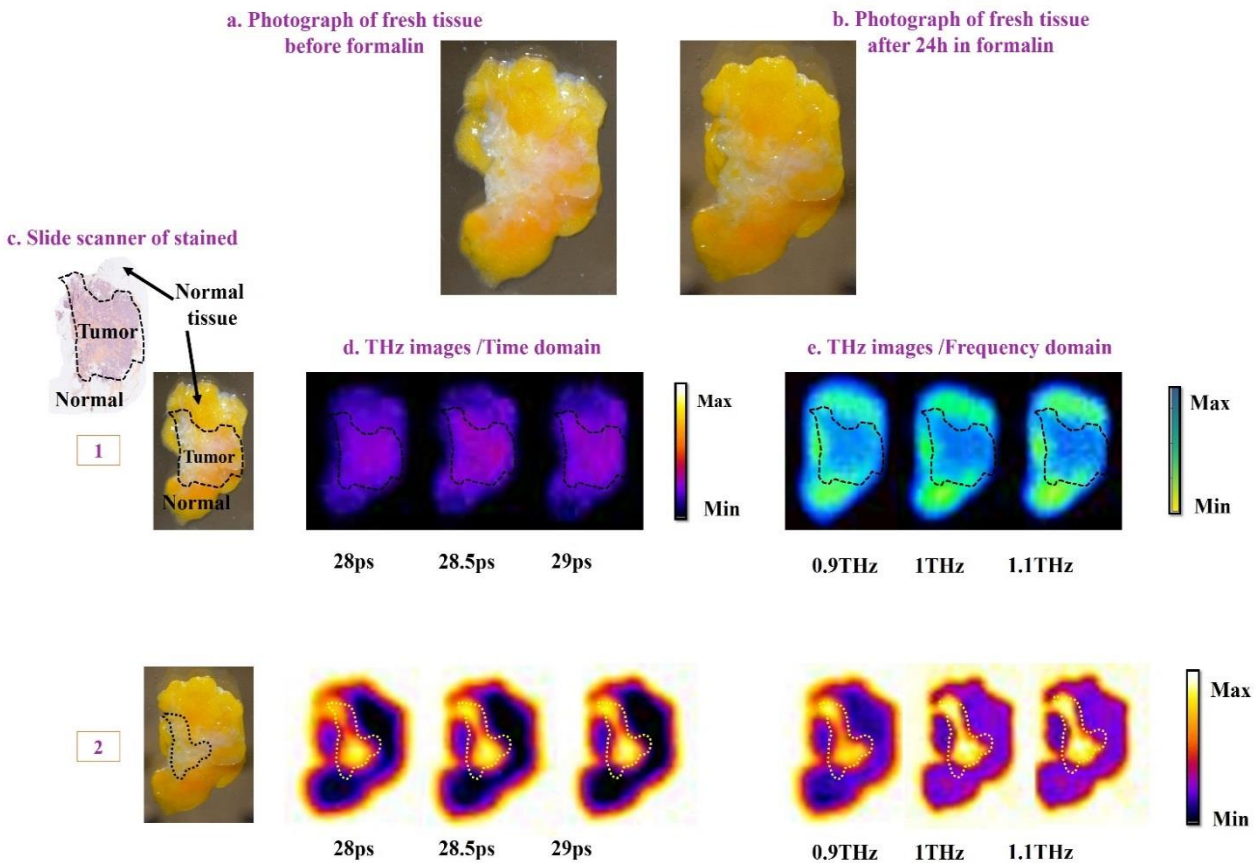 a. Photograph of fresh tissue
before formalin
b. Photograph of fresh tissue
after 24h in formalin
c. Slide scanner of stained
Normal
tissue
Tumor
Normal
1
Tumor
Normal
d. THz images /Time domain
Max
Min
28ps
28.5ps
29ps
e. THz images /Frequency domain
Max
Min
0.9THz
1THz
1.1THz
2
28ps
28.5ps
29ps
0.9THz
1THz
1.1THz
Max
Min